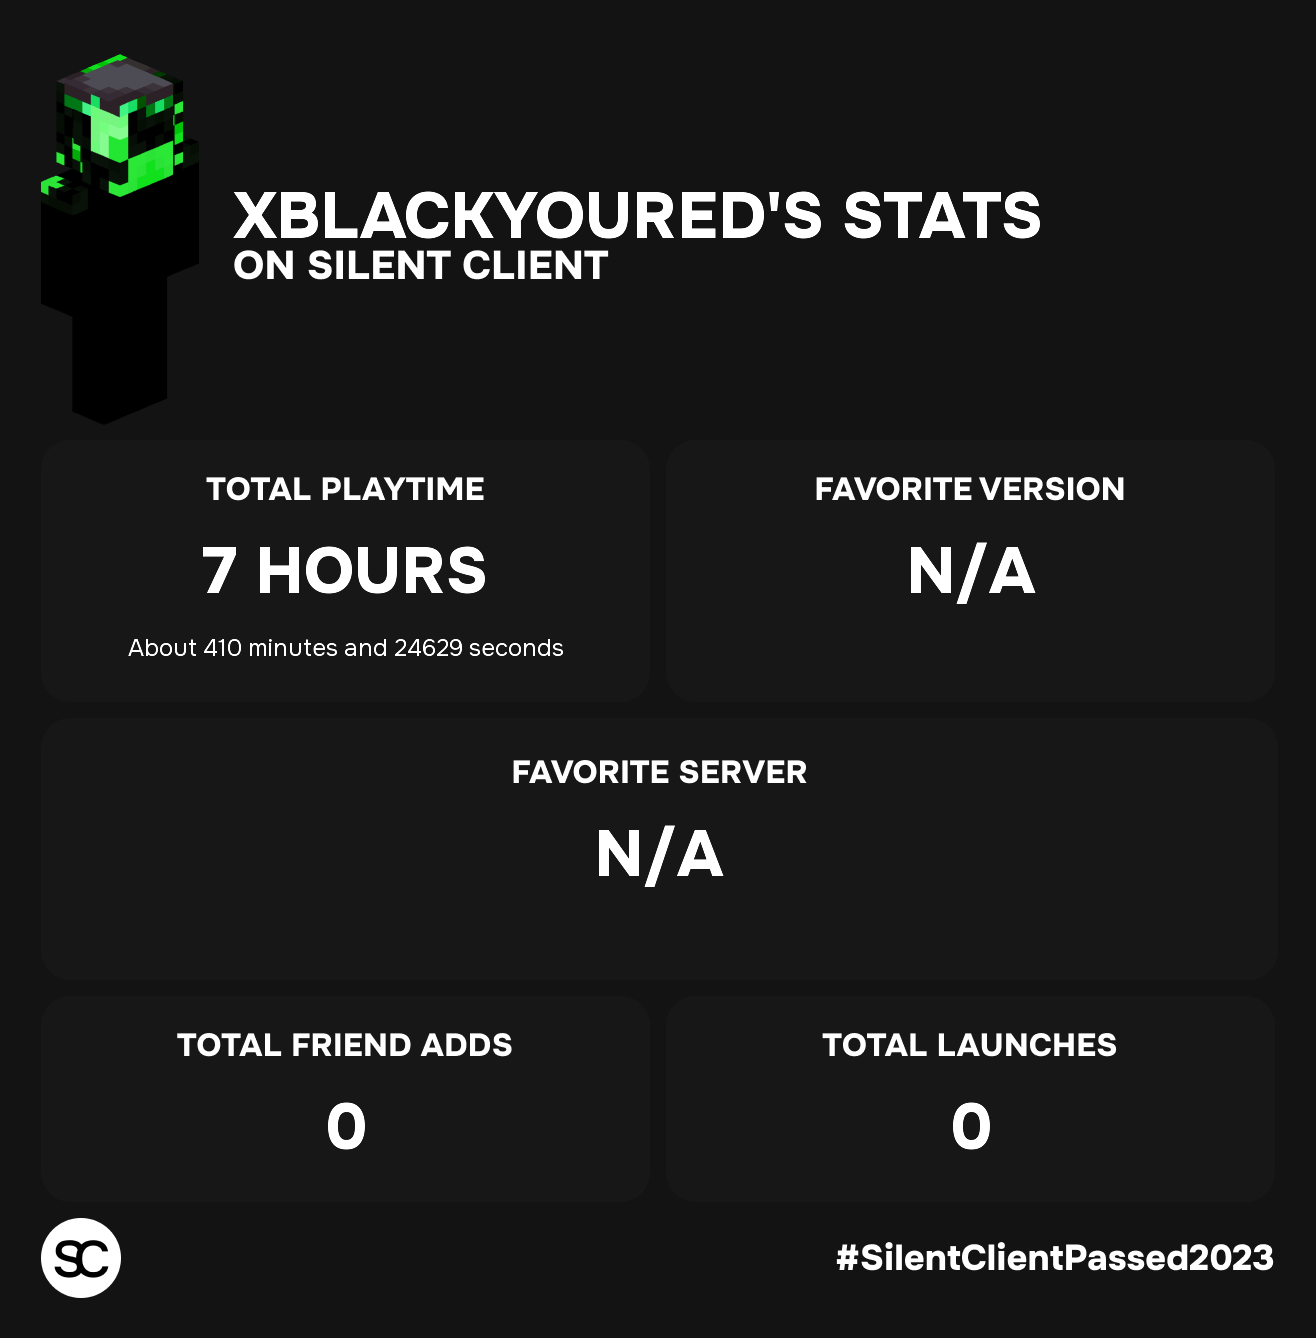 XBLACKYOURED'S STATS
ON SILENT CLIENT
TOTAL PLAYTIME
7 HOURS
About 410 minutes and 24629 seconds
FAVORITE VERSION
N/A
FAVORITE SERVER
N/A
TOTAL FRIEND ADDS
0
TOTAL LAUNCHES
0
SC
#SilentClientPassed2023